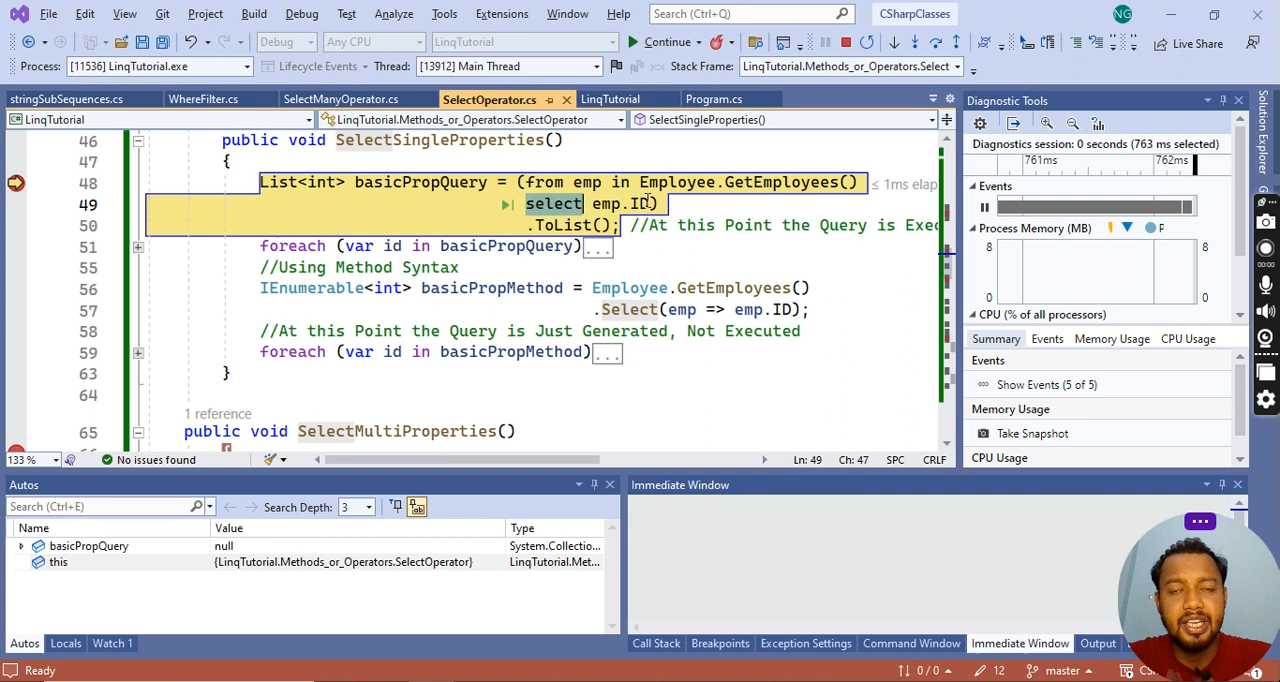 File Edit View Git Project Build Debug Test Analyze Tools Extensions Window Help Search (Ctrl+Q) CSharpClasses NG
Debug Any CPU LinqTutorial Continue Live Share
Process: [11536] LinqTutorial.exe Lifecycle Events Thread: [13912] Main Thread Stack Frame: LinqTutorial.Methods_or_Operators.Select
stringSubSequences.cs WhereFilter.cs SelectManyOperator.cs SelectOperator.cs LinqTutorial Program.cs
LinqTutorial LinqTutorial.Methods_or_Operators.SelectOperator SelectSingleProperties()
46 public void SelectSingleProperties()
47 {
48 List<int> basicPropQuery = (from emp in Employee.GetEmployees() ≤ 1ms elap
49 select emp.ID)
50 .ToList(); //At this Point the Query is Exec
51 foreach (var id in basicPropQuery)...
55 //Using Method Syntax
56 IEnumerable<int> basicPropMethod = Employee.GetEmployees()
57 .Select(emp => emp.ID);
58 //At this Point the Query is Just Generated, Not Executed
59 foreach (var id in basicPropMethod)...
63 }
64
1 reference
65 public void SelectMultiProperties()
133 % No issues found Ln: 49 Ch: 47 SPC CRLF
Diagnostic Tools
Diagnostics session: 0 seconds (763 ms selected)
761ms 762ms
Events
Process Memory (MB) P
8 8
0 0
CPU (% of all processors)
Summary Events Memory Usage CPU Usage
Events
Show Events (5 of 5)
Memory Usage
Take Snapshot
CPU Usage
Solution Explorer
00:00
Autos
Search (Ctrl+E) Search Depth: 3
Name Value Type
basicPropQuery null System.Collectio...
this {LinqTutorial.Methods_or_Operators.SelectOperator} LinqTutorial.Met...
Autos Locals Watch 1
Immediate Window
Call Stack Breakpoints Exception Settings Command Window Immediate Window Output
Ready 0 / 0 12 master CS 1